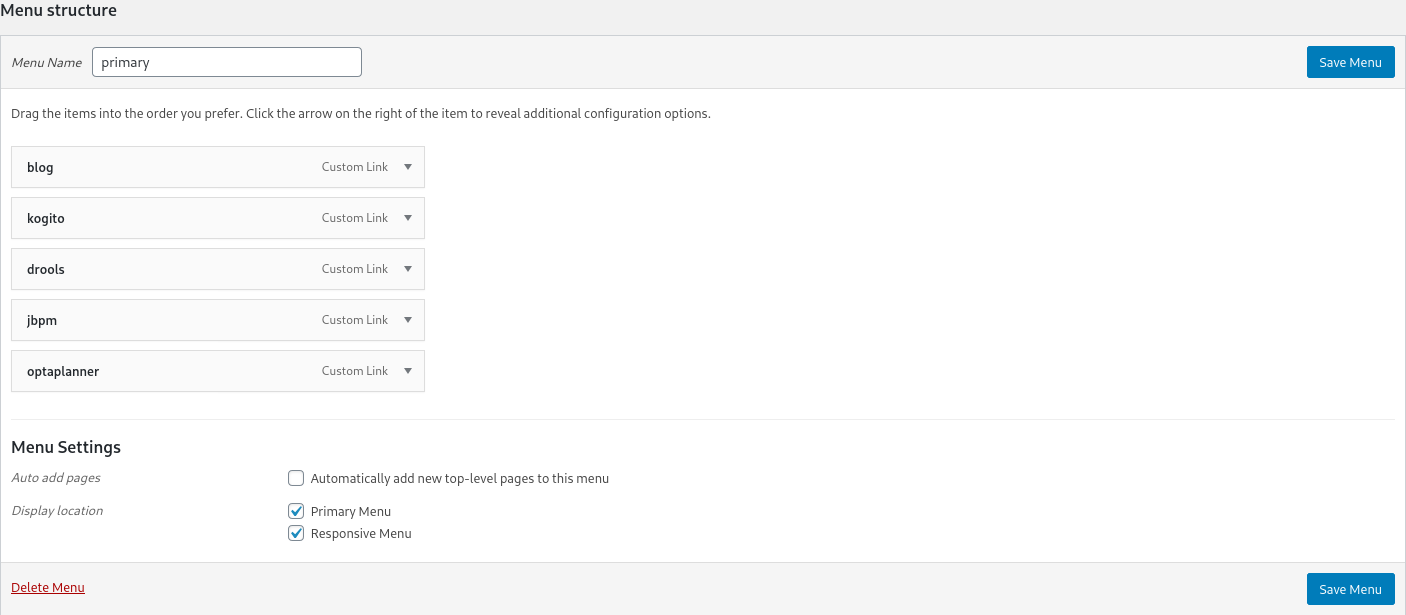 Menu structure
Menu Name primary Save Menu
Drag the items into the order you prefer. Click the arrow on the right of the item to reveal additional configuration options.
blog Custom Link
kogito Custom Link
drools Custom Link
jbpm Custom Link
optaplanner Custom Link
Menu Settings
Auto add pages Automatically add new top-level pages to this menu
Display location Primary Menu
Responsive Menu
Delete Menu Save Menu